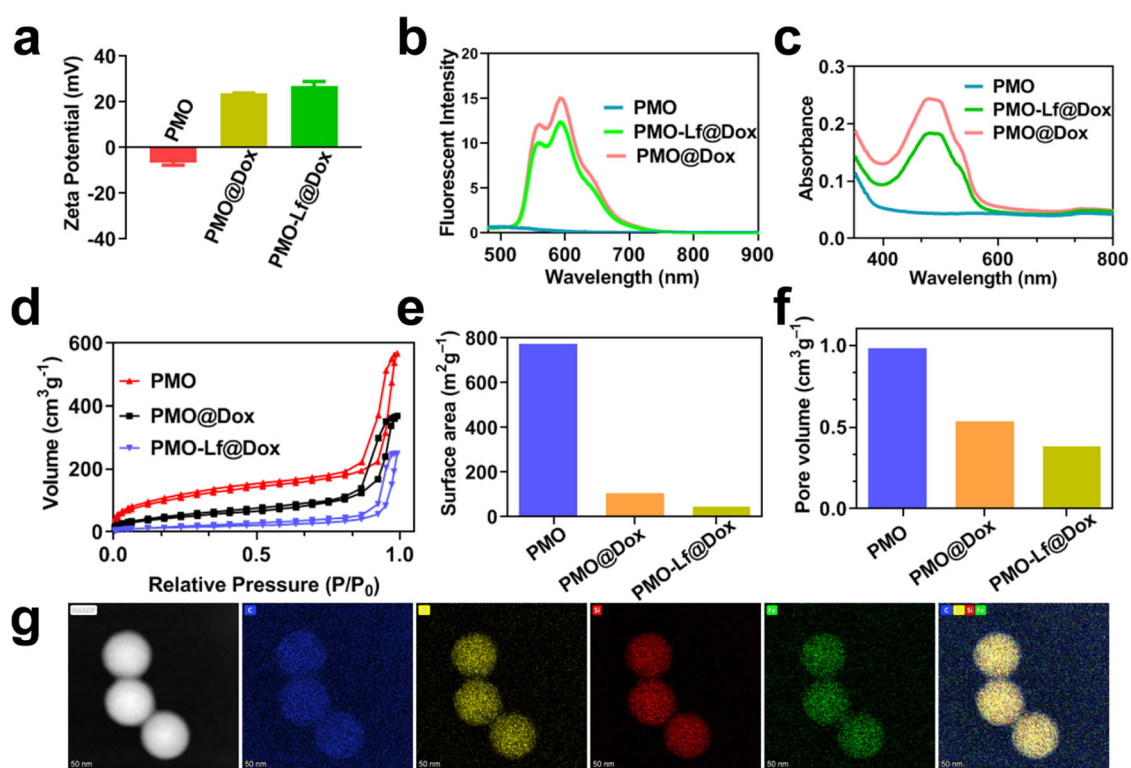 a
Zeta Potential (mV)
40
20
0
-20
-40
PMO
PMO@Dox
PMO-Lf@Dox
b
Fluorescent Intensity
20
15
10
5
0
500 600 700 800 900
Wavelength (nm)
PMO
PMO-Lf@Dox
PMO@Dox
c
Absorbance
0.3
0.2
0.1
0.0
400 600 800
Wavelength (nm)
PMO
PMO-Lf@Dox
PMO@Dox
d
Volume (cm³g⁻¹)
600
400
200
0
0.0 0.5 1.0
Relative Pressure (P/P₀)
PMO
PMO@Dox
PMO-Lf@Dox
e
Surface area (m²g⁻¹)
800
600
400
200
0
PMO
PMO@Dox
PMO-Lf@Dox
f
Pore volume (cm³g⁻¹)
1.0
0.5
0.0
PMO
PMO@Dox
PMO-Lf@Dox
g
HAADF
C
Si
Fe
C Si Fe
50 nm
50 nm
50 nm
50 nm
50 nm
50 nm